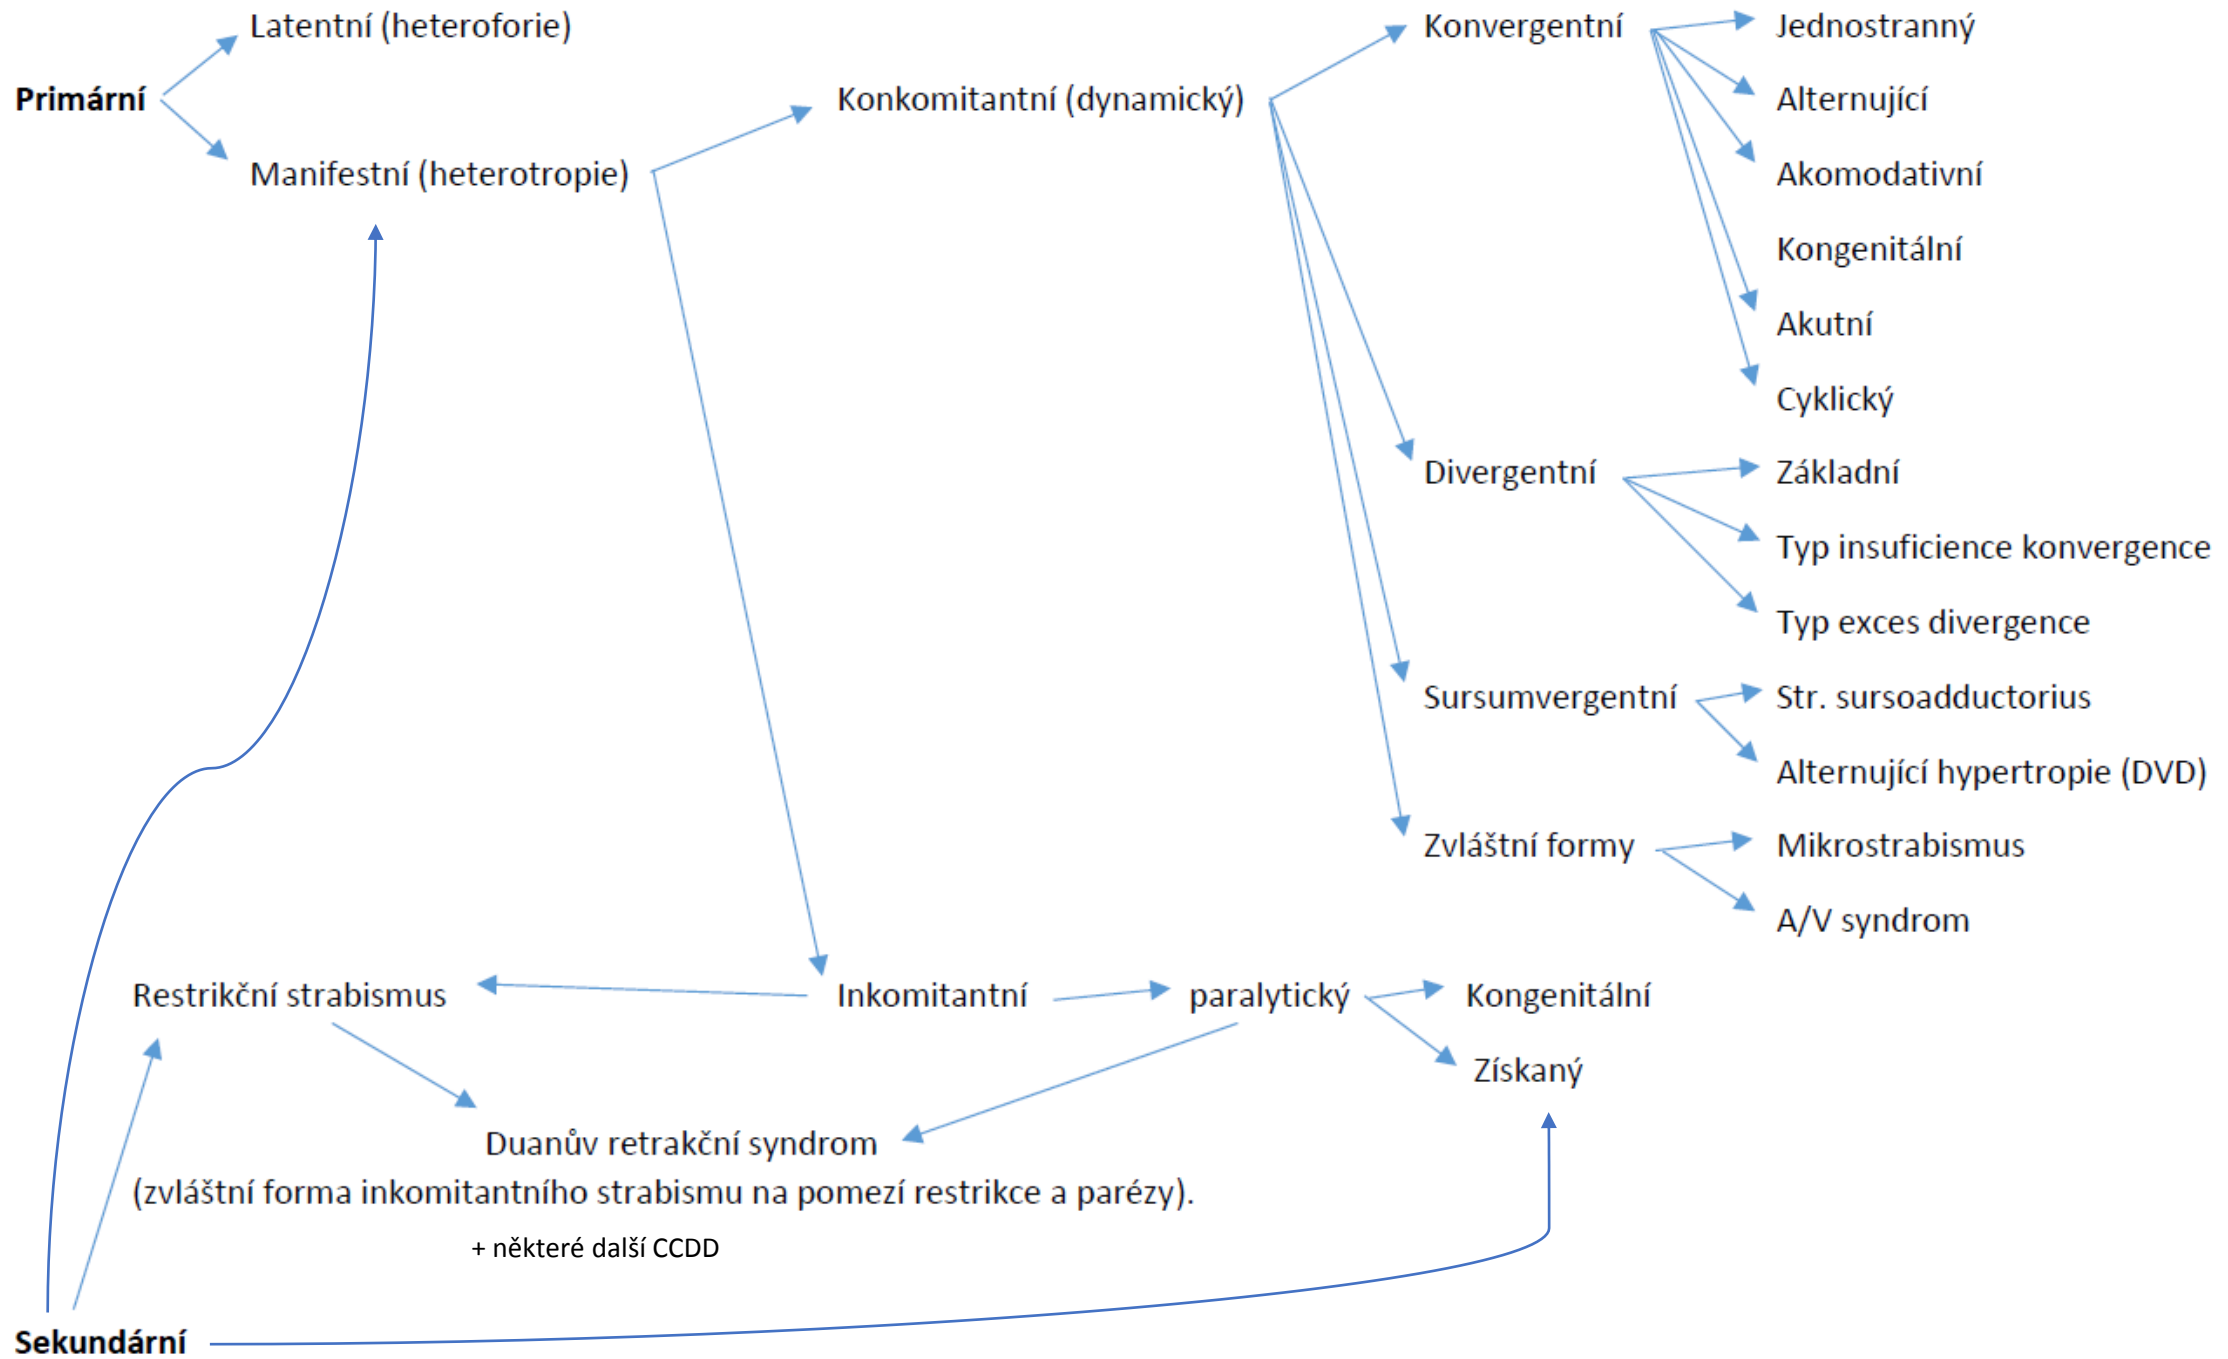 Latentní (heteroforie)
Konvergentní
Jednostranný
Primární
Konkomitantní (dynamický)
Alternující
Manifestní (heterotropie)
Akomodativní
Kongenitální
Akutní
Cyklický
Divergentní
Základní
Typ insuficience konvergence
Typ exces divergence
Sursumvergentní
Str. sursoadductorius
Alternující hypertropie (DVD)
Zvláštní formy
Mikrostrabismus
A/V syndrom
Restrikční strabismus
Inkomitantní
paralytický
Kongenitální
Získaný
Duanův retrakční syndrom
(zvláštní forma inkomitantního strabismu na pomezí restrikce a parézy).
+ některé další CCDD
Sekundární